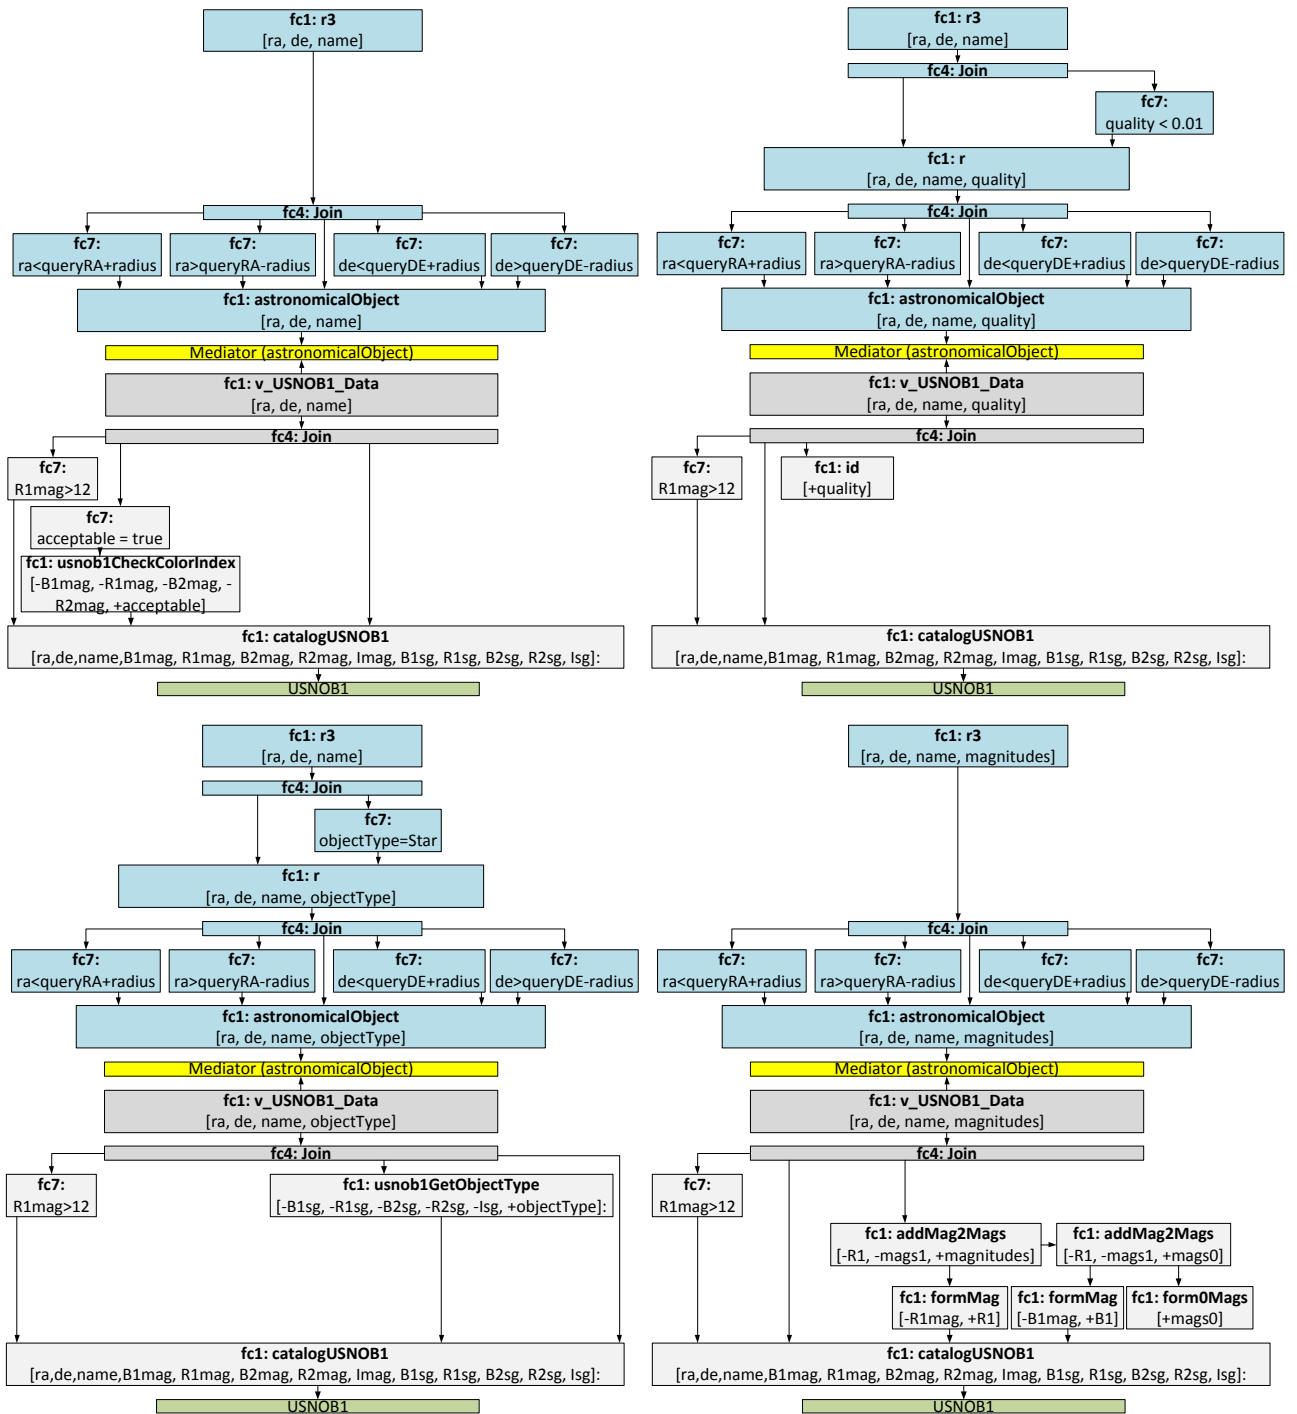 fc1: r3
[ra, de, name]
fc4: Join
fc7:
ra<queryRA+radius
fc7:
ra>queryRA-radius
fc7:
de<queryDE+radius
fc7:
de>queryDE-radius
fc1: astronomicalObject
[ra, de, name]
Mediator (astronomicalObject)
fc1: v_USNOB1_Data
[ra, de, name]
fc4: Join
fc7:
R1mag>12
fc7:
acceptable = true
fc1: usnob1CheckColorIndex
[-B1mag, -R1mag, -B2mag, -
R2mag, +acceptable]
fc1: catalogUSNOB1
[ra,de,name,B1mag, R1mag, B2mag, R2mag, Imag, B1sg, R1sg, B2sg, R2sg, Isg]:
USNOB1
fc1: r3
[ra, de, name]
fc4: Join
fc7:
quality < 0.01
fc1: r
[ra, de, name, quality]
fc4: Join
fc7:
ra<queryRA+radius
fc7:
ra>queryRA-radius
fc7:
de<queryDE+radius
fc7:
de>queryDE-radius
fc1: astronomicalObject
[ra, de, name, quality]
Mediator (astronomicalObject)
fc1: v_USNOB1_Data
[ra, de, name, quality]
fc4: Join
fc7:
R1mag>12
fc1: id
[+quality]
fc1: catalogUSNOB1
[ra,de,name,B1mag, R1mag, B2mag, R2mag, Imag, B1sg, R1sg, B2sg, R2sg, Isg]:
USNOB1
fc1: r3
[ra, de, name]
fc4: Join
fc7:
objectType=Star
fc1: r
[ra, de, name, objectType]
fc4: Join
fc7:
ra<queryRA+radius
fc7:
ra>queryRA-radius
fc7:
de<queryDE+radius
fc7:
de>queryDE-radius
fc1: astronomicalObject
[ra, de, name, objectType]
Mediator (astronomicalObject)
fc1: v_USNOB1_Data
[ra, de, name, objectType]
fc4: Join
fc7:
R1mag>12
fc1: usnob1GetObjectType
[-B1sg, -R1sg, -B2sg, -R2sg, -Isg, +objectType]:
fc1: catalogUSNOB1
[ra,de,name,B1mag, R1mag, B2mag, R2mag, Imag, B1sg, R1sg, B2sg, R2sg, Isg]:
USNOB1
fc1: r3
[ra, de, name, magnitudes]
fc4: Join
fc7:
ra<queryRA+radius
fc7:
ra>queryRA-radius
fc7:
de<queryDE+radius
fc7:
de>queryDE-radius
fc1: astronomicalObject
[ra, de, name, magnitudes]
Mediator (astronomicalObject)
fc1: v_USNOB1_Data
[ra, de, name, magnitudes]
fc4: Join
fc7:
R1mag>12
fc1: addMag2Mags
[-R1, -mags1, +magnitudes]
fc1: addMag2Mags
[-R1, -mags1, +mags0]
fc1: formMag
[-R1mag, +R1]
fc1: formMag
[-B1mag, +B1]
fc1: form0Mags
[+mags0]
fc1: catalogUSNOB1
[ra,de,name,B1mag, R1mag, B2mag, R2mag, Imag, B1sg, R1sg, B2sg, R2sg, Isg]:
USNOB1